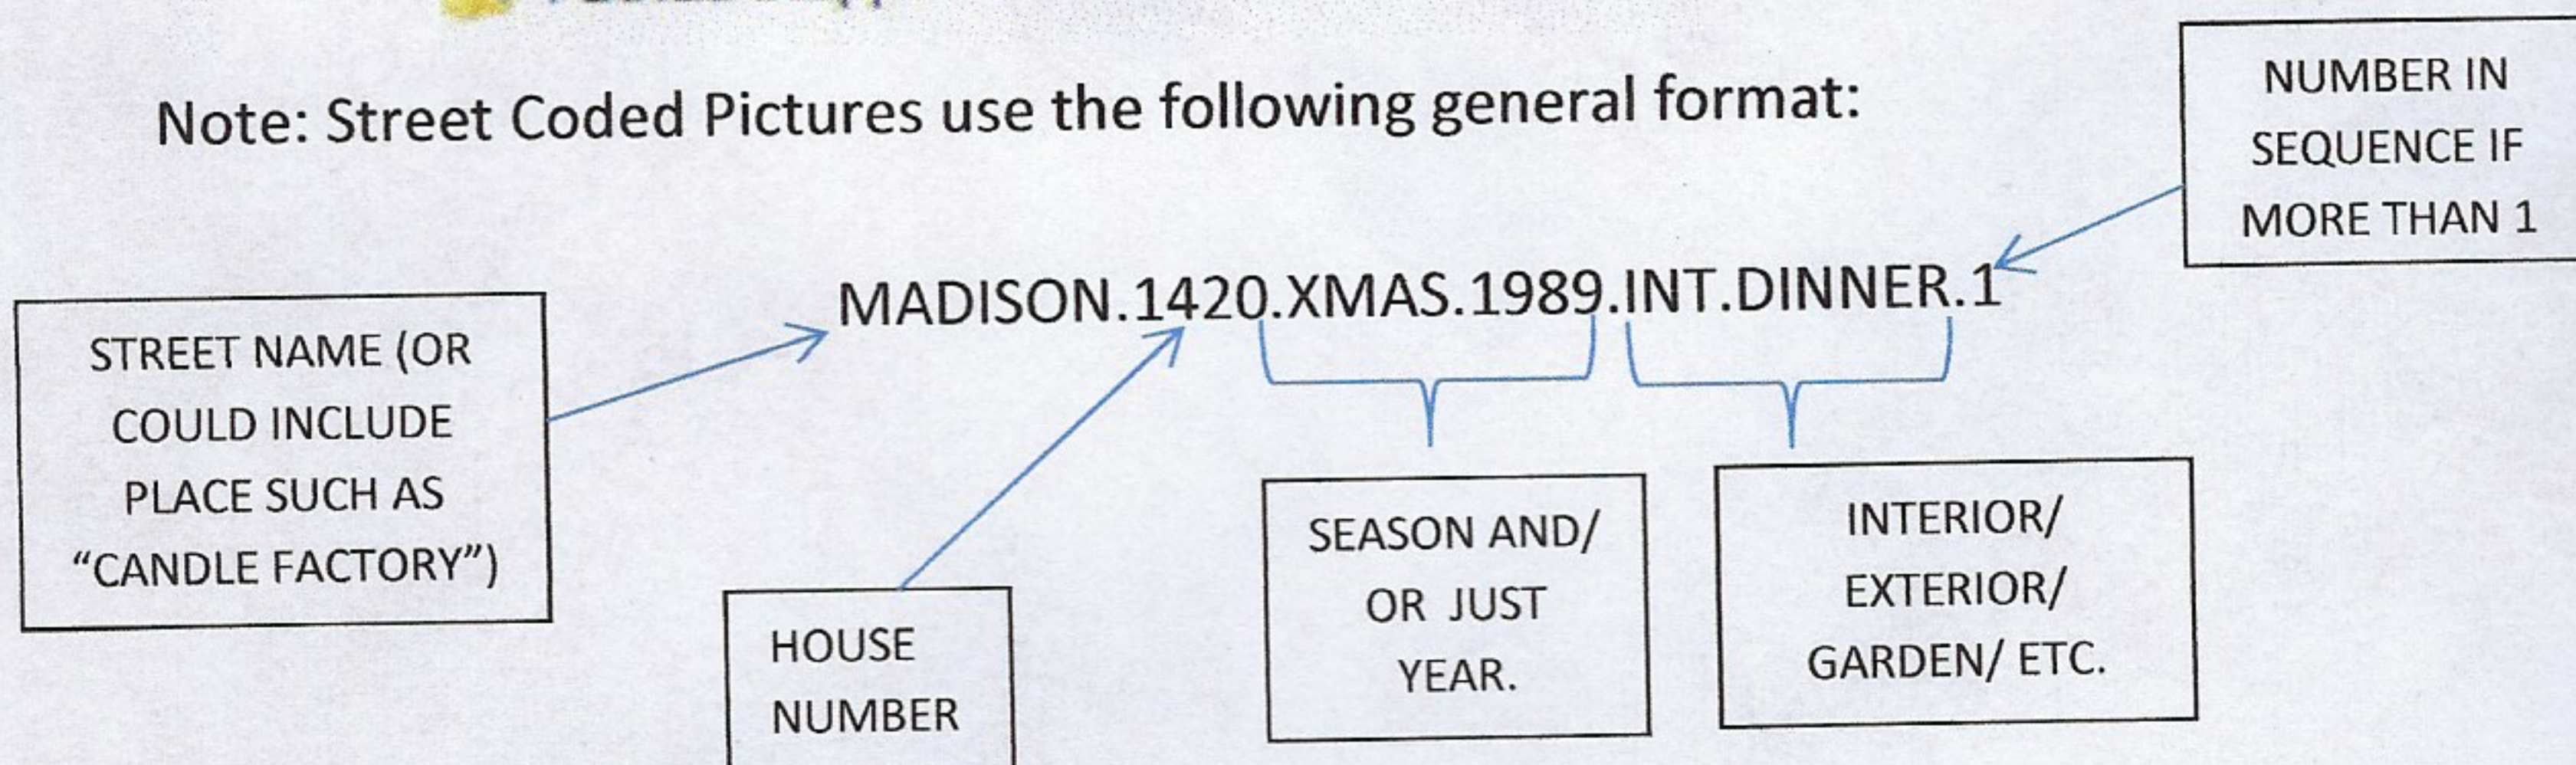 Note: Street Coded Pictures use the following general format:
NUMBER IN
SEQUENCE IF
MORE THAN 1
MADISON.1420.XMAS.1989.INT.DINNER.1
STREET NAME (OR
COULD INCLUDE
PLACE SUCH AS
“CANDLE FACTORY”)
HOUSE
NUMBER
SEASON AND/
OR JUST
YEAR.
INTERIOR/
EXTERIOR/
GARDEN/ ETC.